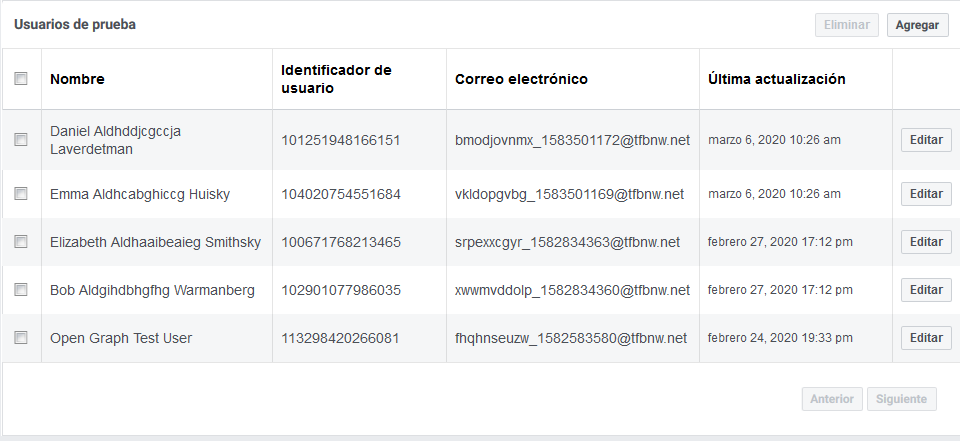 Usuarios de prueba
Eliminar
Agregar
Nombre
Identificador de
usuario
Correo electrónico
Última actualización
Daniel Aldhddjcgccja
Laverdetman
101251948166151
bmodjovnmx_1583501172@tfbnw.net
marzo 6, 2020 10:26 am
Editar
Emma Aldhcabghiccg Huisky
104020754551684
vkldopgvbg_1583501169@tfbnw.net
marzo 6, 2020 10:26 am
Editar
Elizabeth Aldhaaibeaieg Smithsky
100671768213465
srpexxcgyr_1582834363@tfbnw.net
febrero 27, 2020 17:12 pm
Editar
Bob Aldgihdbhgfhg Warmanberg
102901077986035
xwwmvddolp_1582834360@tfbnw.net
febrero 27, 2020 17:12 pm
Editar
Open Graph Test User
113298420266081
fhqhnseuzw_1582583580@tfbnw.net
febrero 24, 2020 19:33 pm
Editar
Anterior
Siguiente